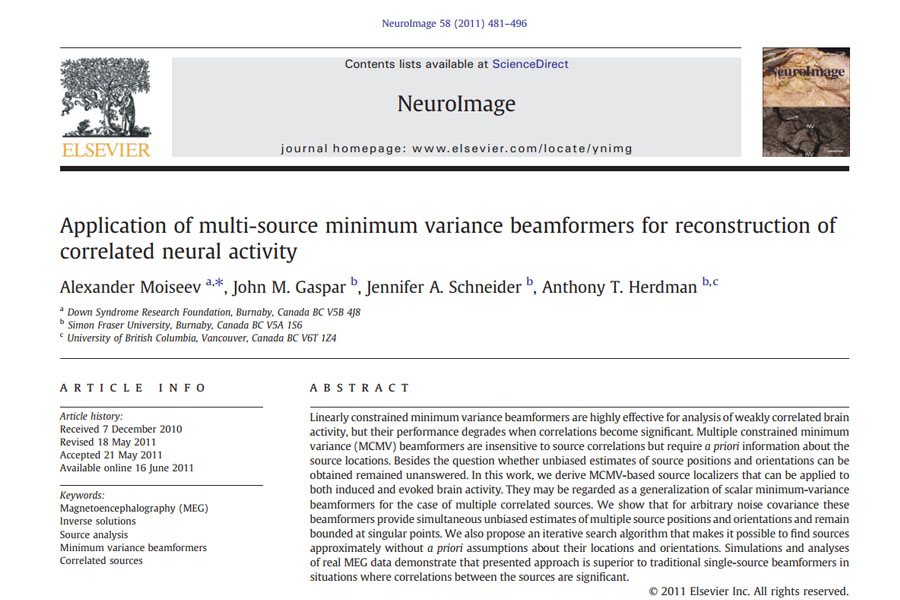 NeuroImage 58 (2011) 481–496
Contents lists available at ScienceDirect
NeuroImage
journal homepage: www.elsevier.com/locate/ynimg
ELSEVIER
NeuroImage
Application of multi-source minimum variance beamformers for reconstruction of
correlated neural activity
Alexander Moiseev a,*, John M. Gaspar b, Jennifer A. Schneider b, Anthony T. Herdman b,c
a Down Syndrome Research Foundation, Burnaby, Canada BC V5B 4J8
b Simon Fraser University, Burnaby, Canada BC V5A 1S6
c University of British Columbia, Vancouver, Canada BC V6T 1Z4
ARTICLE INFO
Article history:
Received 7 December 2010
Revised 18 May 2011
Accepted 21 May 2011
Available online 16 June 2011
Keywords:
Magnetoencephalography (MEG)
Inverse solutions
Source analysis
Minimum variance beamformers
Correlated sources
ABSTRACT
Linearly constrained minimum variance beamformers are highly effective for analysis of weakly correlated brain
activity, but their performance degrades when correlations become significant. Multiple constrained minimum
variance (MCMV) beamformers are insensitive to source correlations but require a priori information about the
source locations. Besides the question whether unbiased estimates of source positions and orientations can be
obtained remained unanswered. In this work, we derive MCMV-based source localizers that can be applied to
both induced and evoked brain activity. They may be regarded as a generalization of scalar minimum-variance
beamformers for the case of multiple correlated sources. We show that for arbitrary noise covariance these
beamformers provide simultaneous unbiased estimates of multiple source positions and orientations and remain
bounded at singular points. We also propose an iterative search algorithm that makes it possible to find sources
approximately without a priori assumptions about their locations and orientations. Simulations and analyses
of real MEG data demonstrate that presented approach is superior to traditional single-source beamformers in
situations where correlations between the sources are significant.
© 2011 Elsevier Inc. All rights reserved.